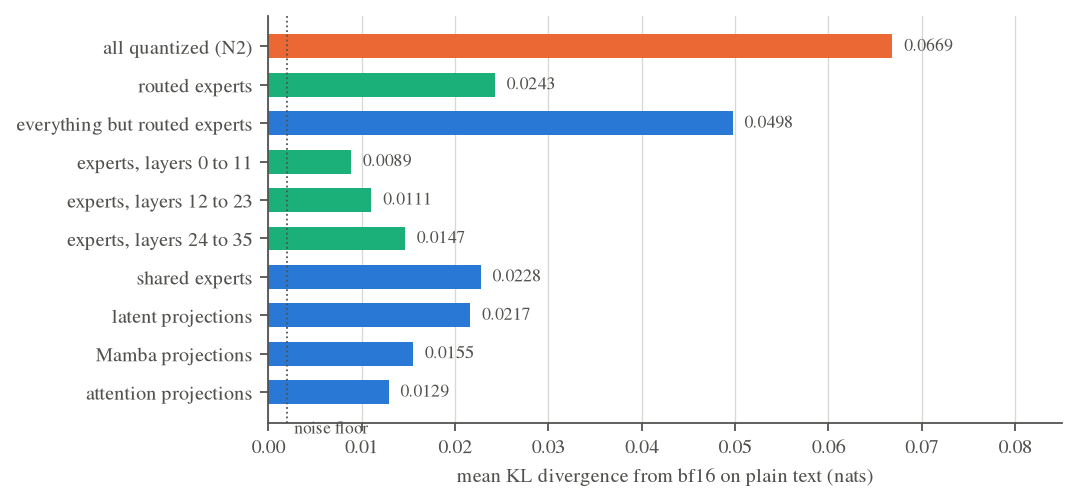 all quantized (N2) 0.0669
routed experts 0.0243
everything but routed experts 0.0498
experts, layers 0 to 11 0.0089
experts, layers 12 to 23 0.0111
experts, layers 24 to 35 0.0147
shared experts 0.0228
latent projections 0.0217
Mamba projections 0.0155
attention projections 0.0129
noise floor
0.00 0.01 0.02 0.03 0.04 0.05 0.06 0.07 0.08
mean KL divergence from bf16 on plain text (nats)